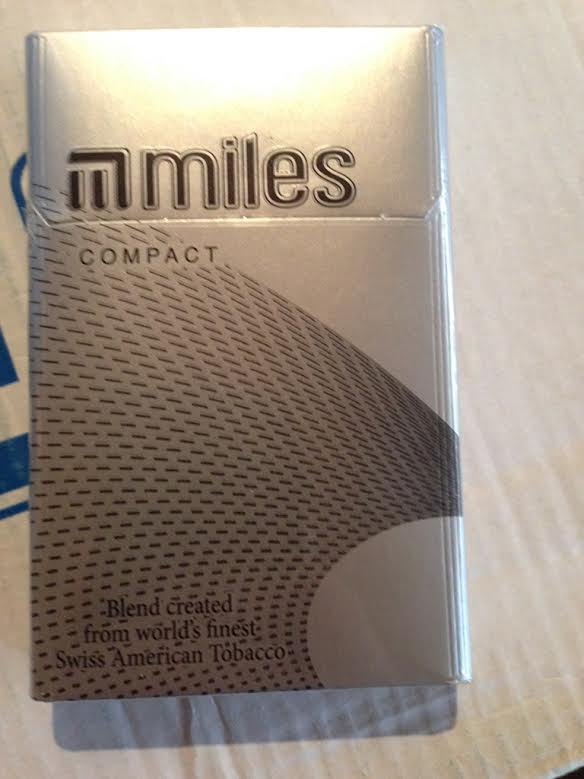 miles
COMPACT
Blend created
from world's finest
Swiss American Tobacco